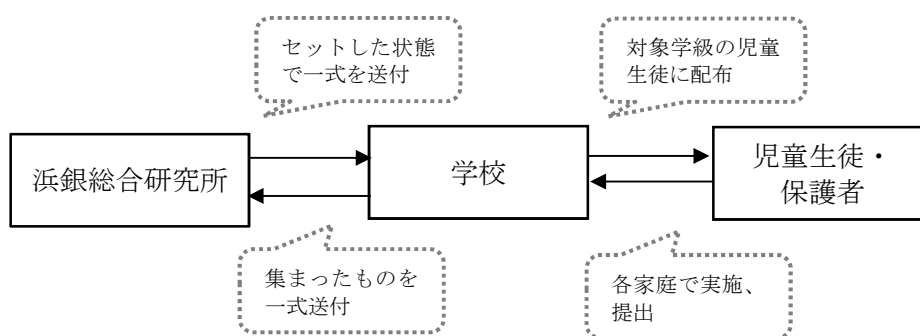 セットした状態
で一式を送付
対象学級の児童
生徒に配布
浜銀総合研究所
学校
児童生徒・
保護者
集まったものを
一式送付
各家庭で実施、
提出